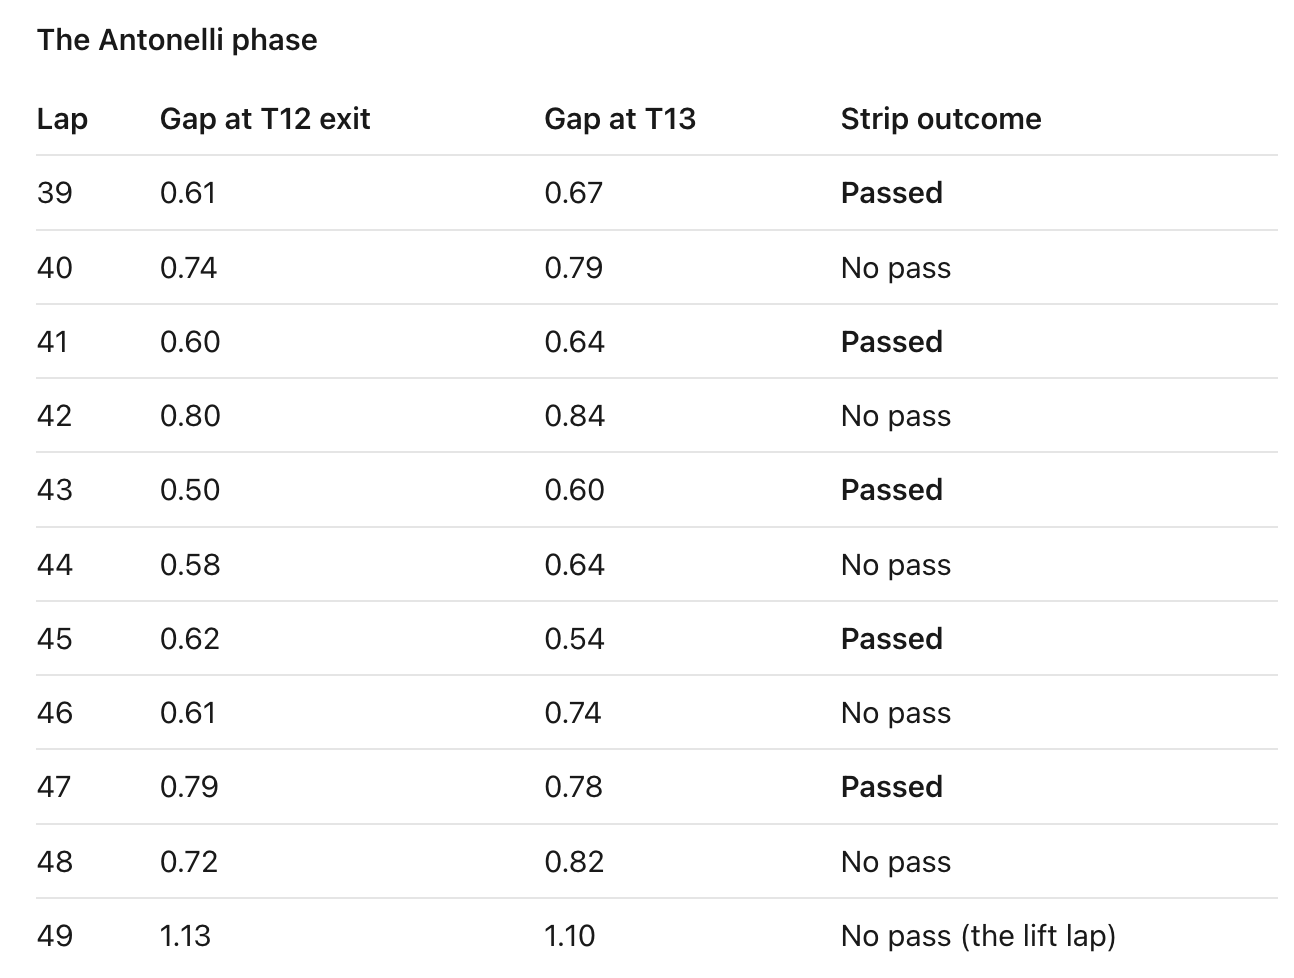 The Antonelli phase
Lap Gap at T12 exit Gap at T13 Strip outcome
39 0.61 0.67 Passed
40 0.74 0.79 No pass
41 0.60 0.64 Passed
42 0.80 0.84 No pass
43 0.50 0.60 Passed
44 0.58 0.64 No pass
45 0.62 0.54 Passed
46 0.61 0.74 No pass
47 0.79 0.78 Passed
48 0.72 0.82 No pass
49 1.13 1.10 No pass (the lift lap)